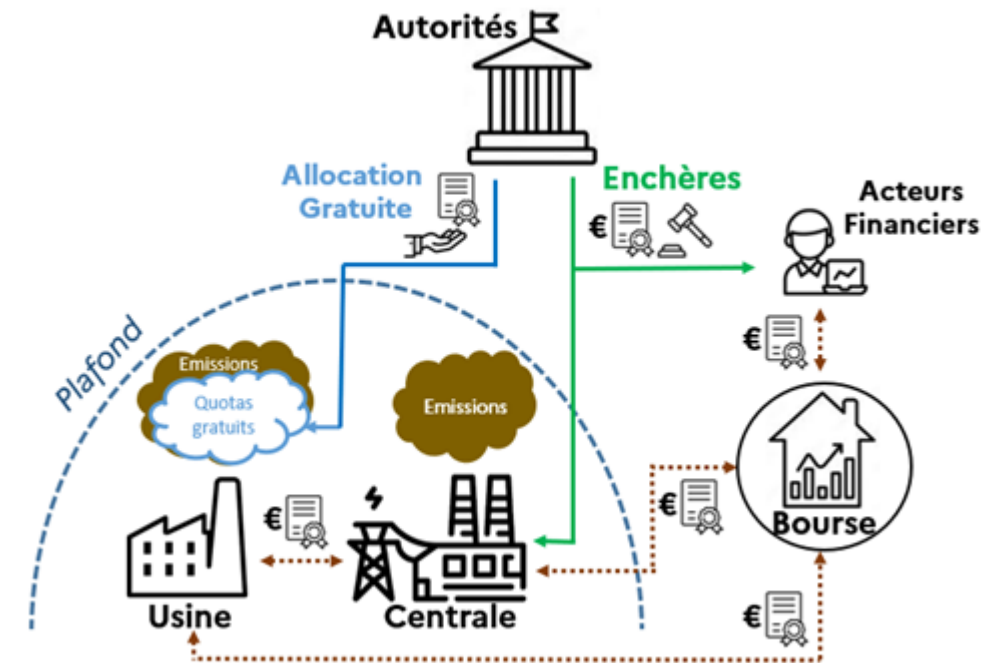 Autorités
Allocation
Gratuite
Enchères
€
Acteurs
Financiers
€
Plafond
Emissions
Quotas
gratuits
Emissions
€
€
Bourse
Usine
Centrale
€